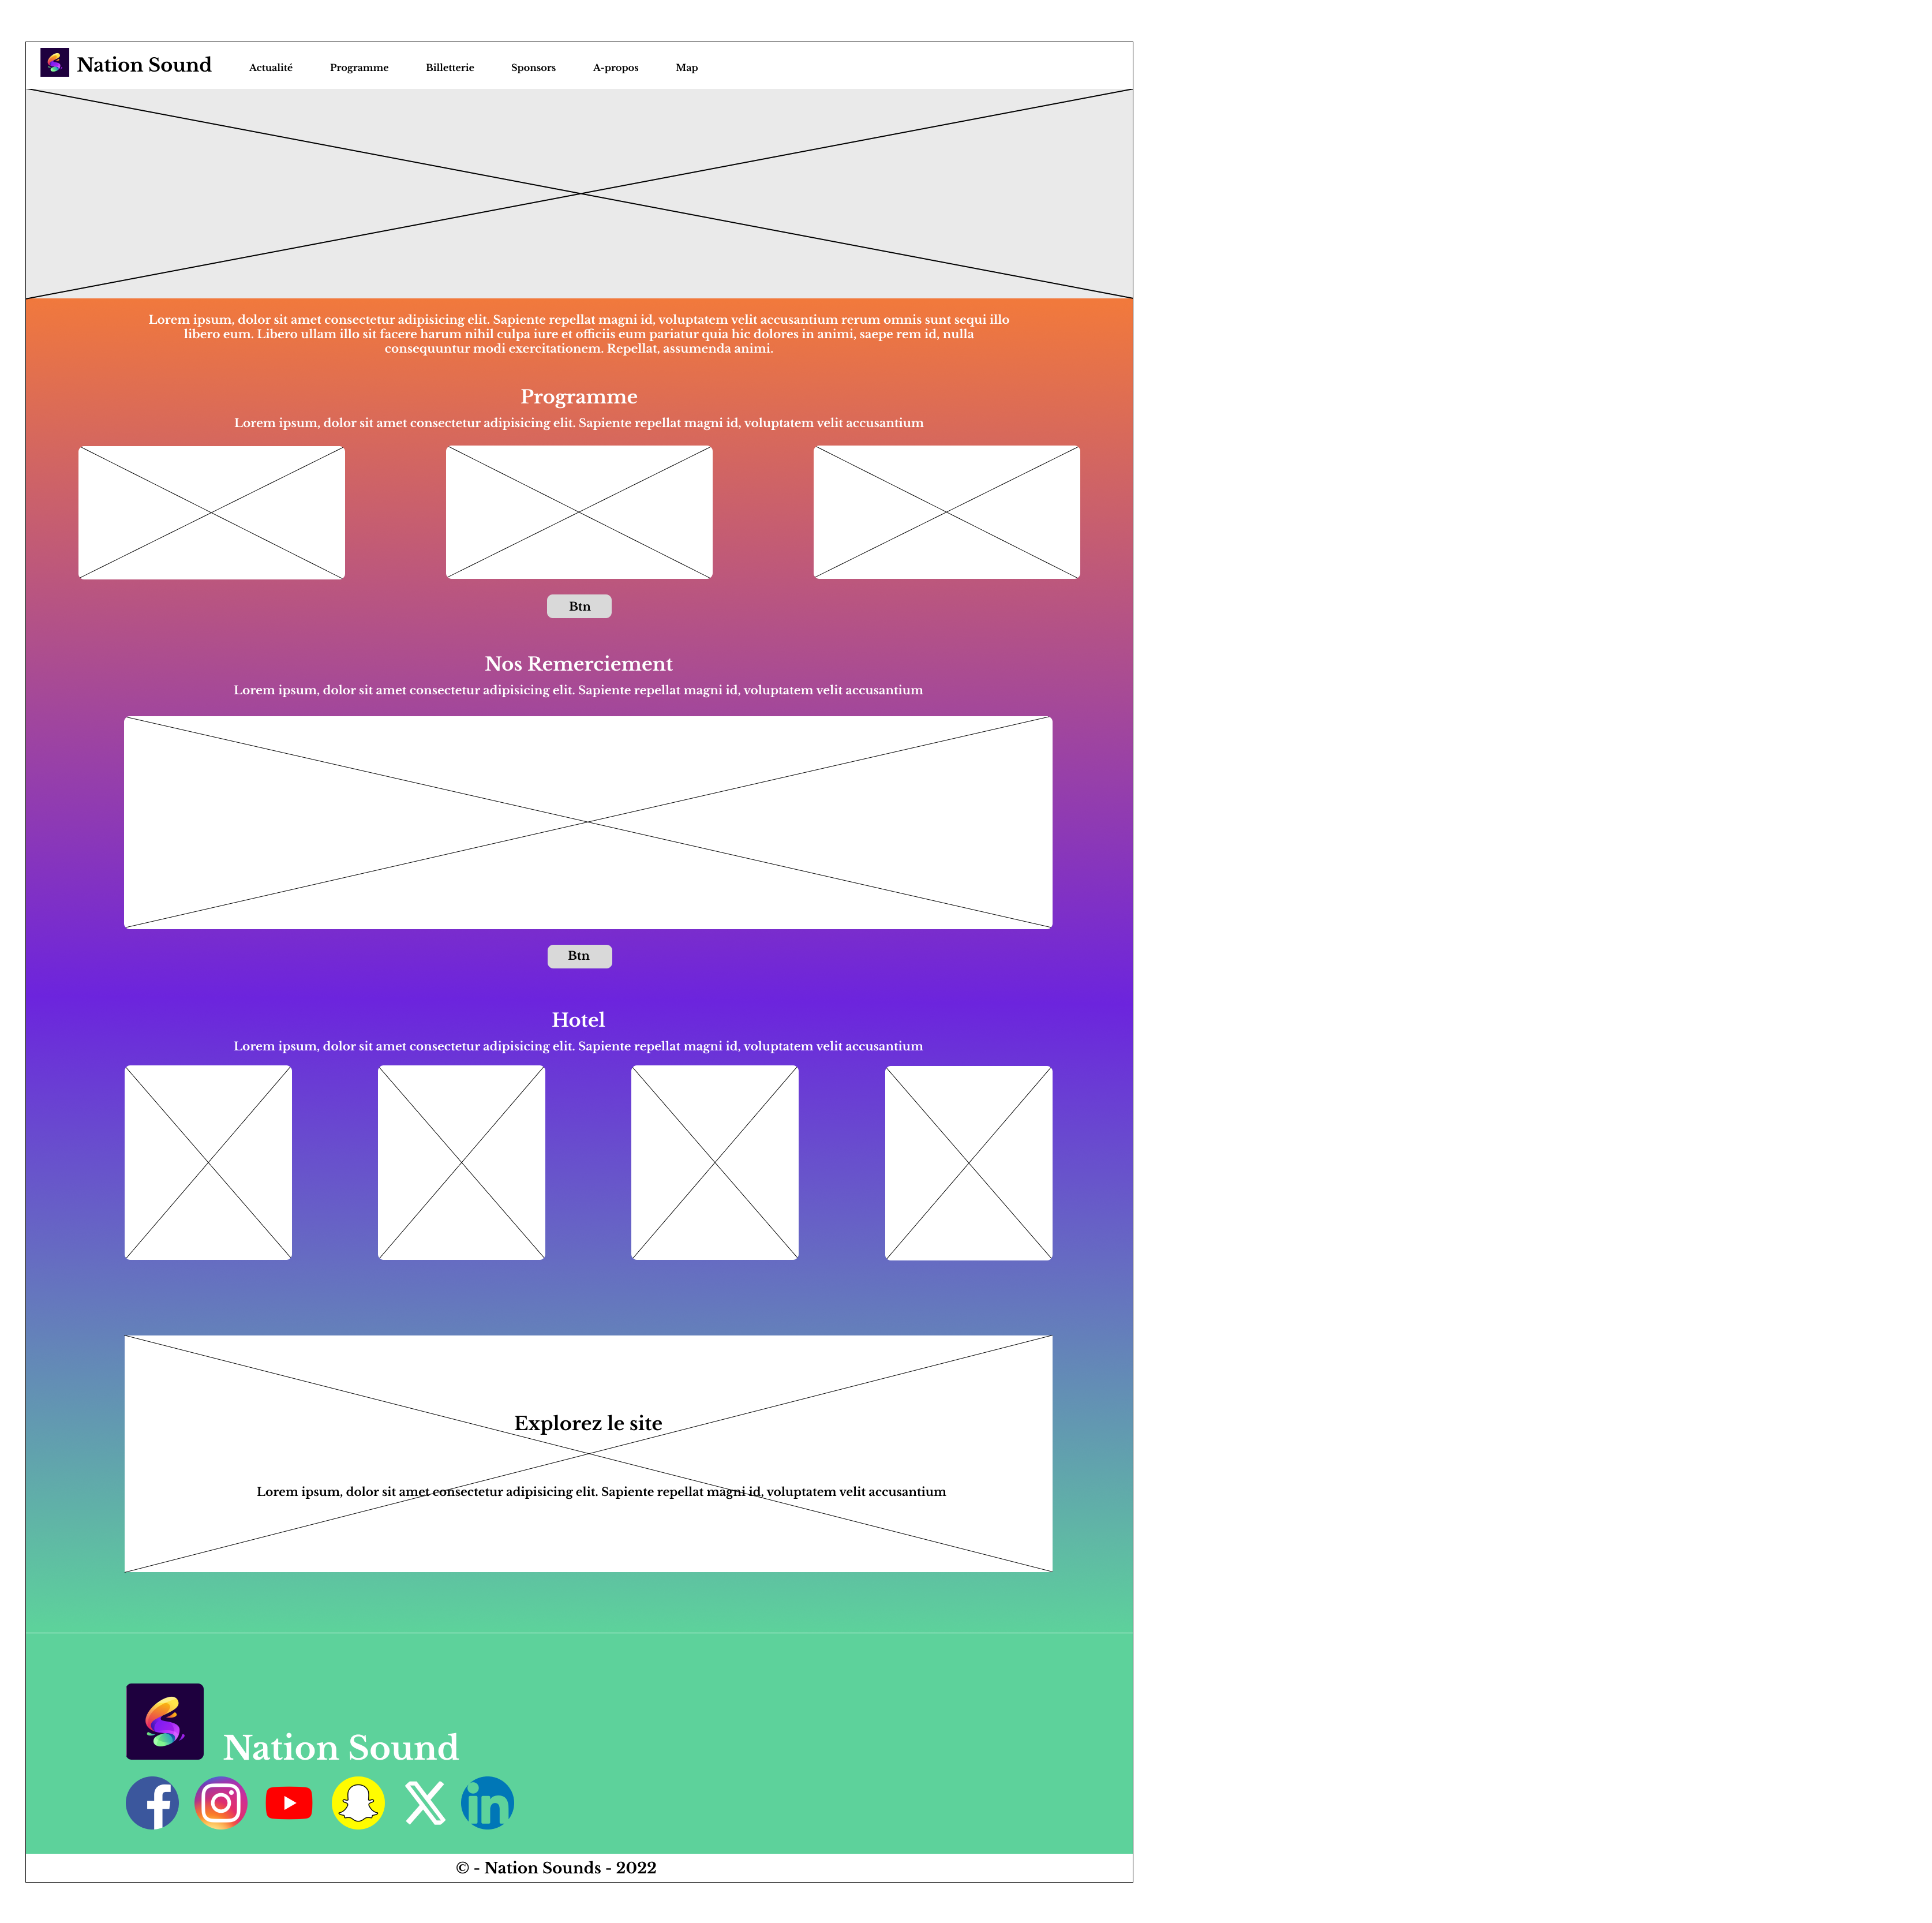 Nation Sound
Actualité Programme Billetterie Sponsors A-propos Map
Lorem ipsum, dolor sit amet consectetur adipisicing elit. Sapiente repellat magni id, voluptatem velit accusantium rerum omnis sunt sequi illo
libero eum. Libero ullam illo sit facere harum nihil culpa iure et officiis eum pariatur quia hic dolores in animi, saepe rem id, nulla
consequuntur modi exercitationem. Repellat, assumenda animi.
Programme
Lorem ipsum, dolor sit amet consectetur adipisicing elit. Sapiente repellat magni id, voluptatem velit accusantium
Btn
Nos Remerciement
Lorem ipsum, dolor sit amet consectetur adipisicing elit. Sapiente repellat magni id, voluptatem velit accusantium
Btn
Hotel
Lorem ipsum, dolor sit amet consectetur adipisicing elit. Sapiente repellat magni id, voluptatem velit accusantium
Explorez le site
Lorem ipsum, dolor sit amet consectetur adipisicing elit. Sapiente repellat magni id, voluptatem velit accusantium
Nation Sound
© - Nation Sounds - 2022